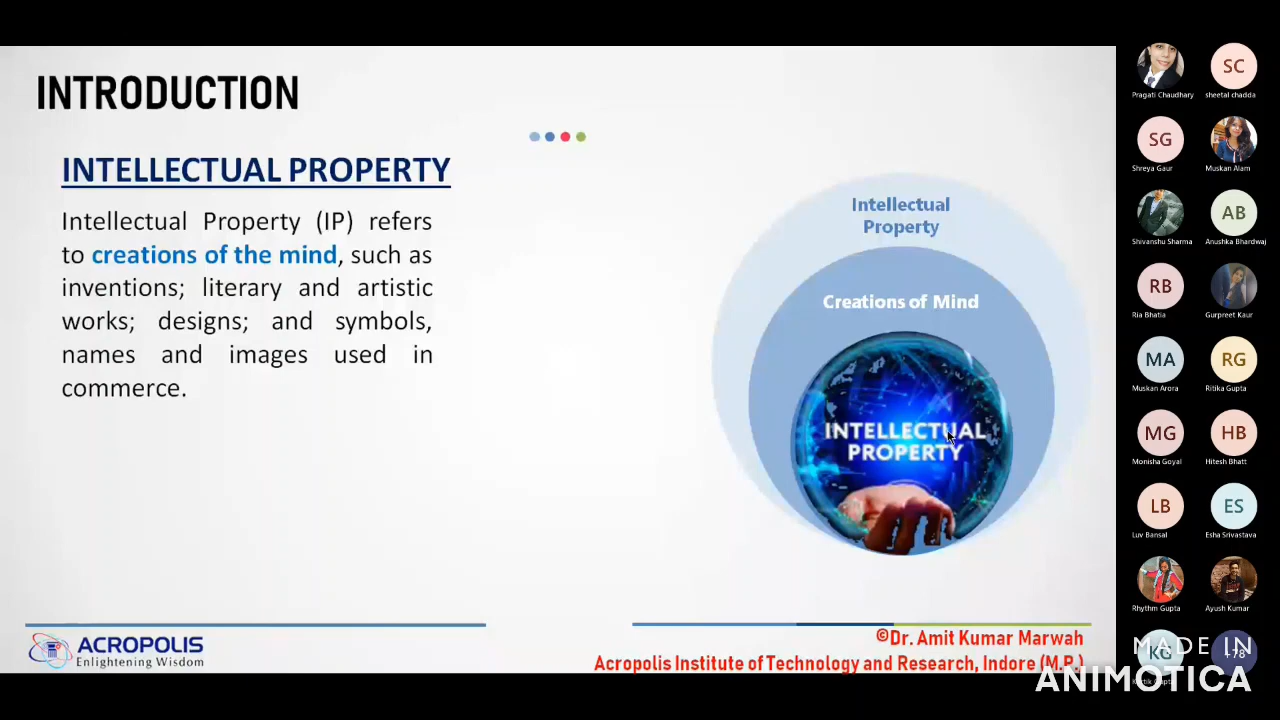 INTRODUCTION
INTELLECTUAL PROPERTY
Intellectual Property (IP) refers
to creations of the mind, such as
inventions; literary and artistic
works; designs; and symbols,
names and images used in
commerce.
Intellectual
Property
Creations of Mind
INTELLECTUAL
PROPERTY
ACROPOLIS
Enlightening Wisdom
©Dr. Amit Kumar Marwah
Acropolis Institute of Technology and Research, Indore (M.P.)
SC
Pragati Chaudhary
sheetal chadda
SG
Shreya Gaur
Muskan Alam
AB
Shivanshu Sharma
Anushka Bhardwaj
RB
Ria Bhatia
Gurpreet Kaur
MA
RG
Muskan Arora
Ritika Gupta
MG
HB
Monisha Goyal
Hitesh Bhatt
LB
ES
Luv Bansal
Esha Srivastava
Rhythm Gupta
Ayush Kumar
KG
+78
MADE IN
ANIMOTICA